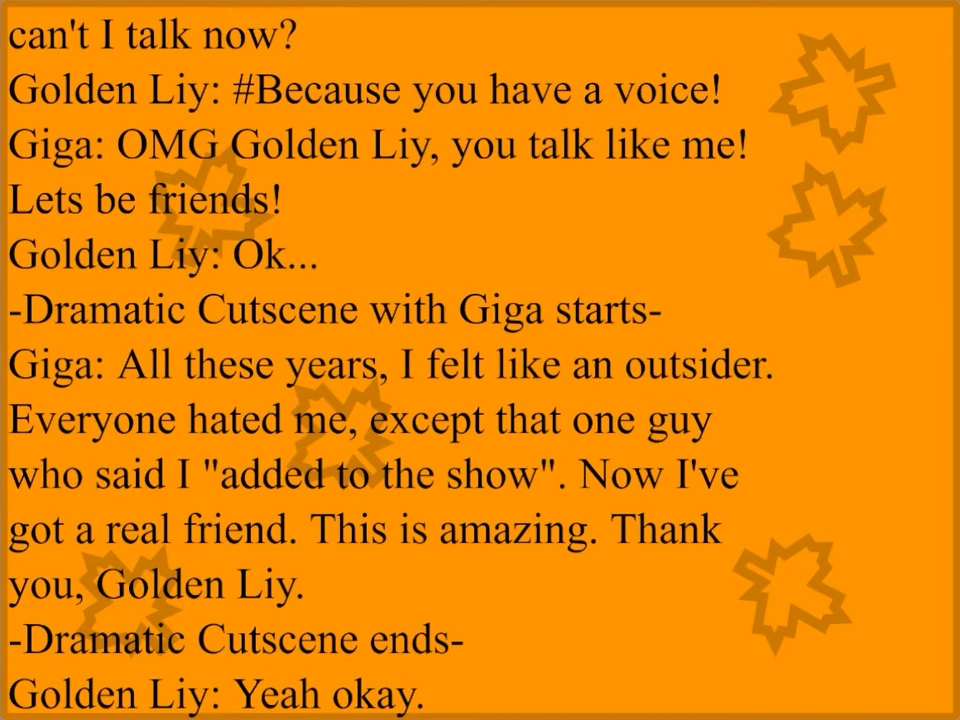 can't I talk now?
Golden Liy: #Because you have a voice!
Giga: OMG Golden Liy, you talk like me!
Lets be friends!
Golden Liy: Ok...
-Dramatic Cutscene with Giga starts-
Giga: All these years, I felt like an outsider.
Everyone hated me, except that one guy
who said I "added to the show". Now I've
got a real friend. This is amazing. Thank
you, Golden Liy.
-Dramatic Cutscene ends-
Golden Liy: Yeah okay.